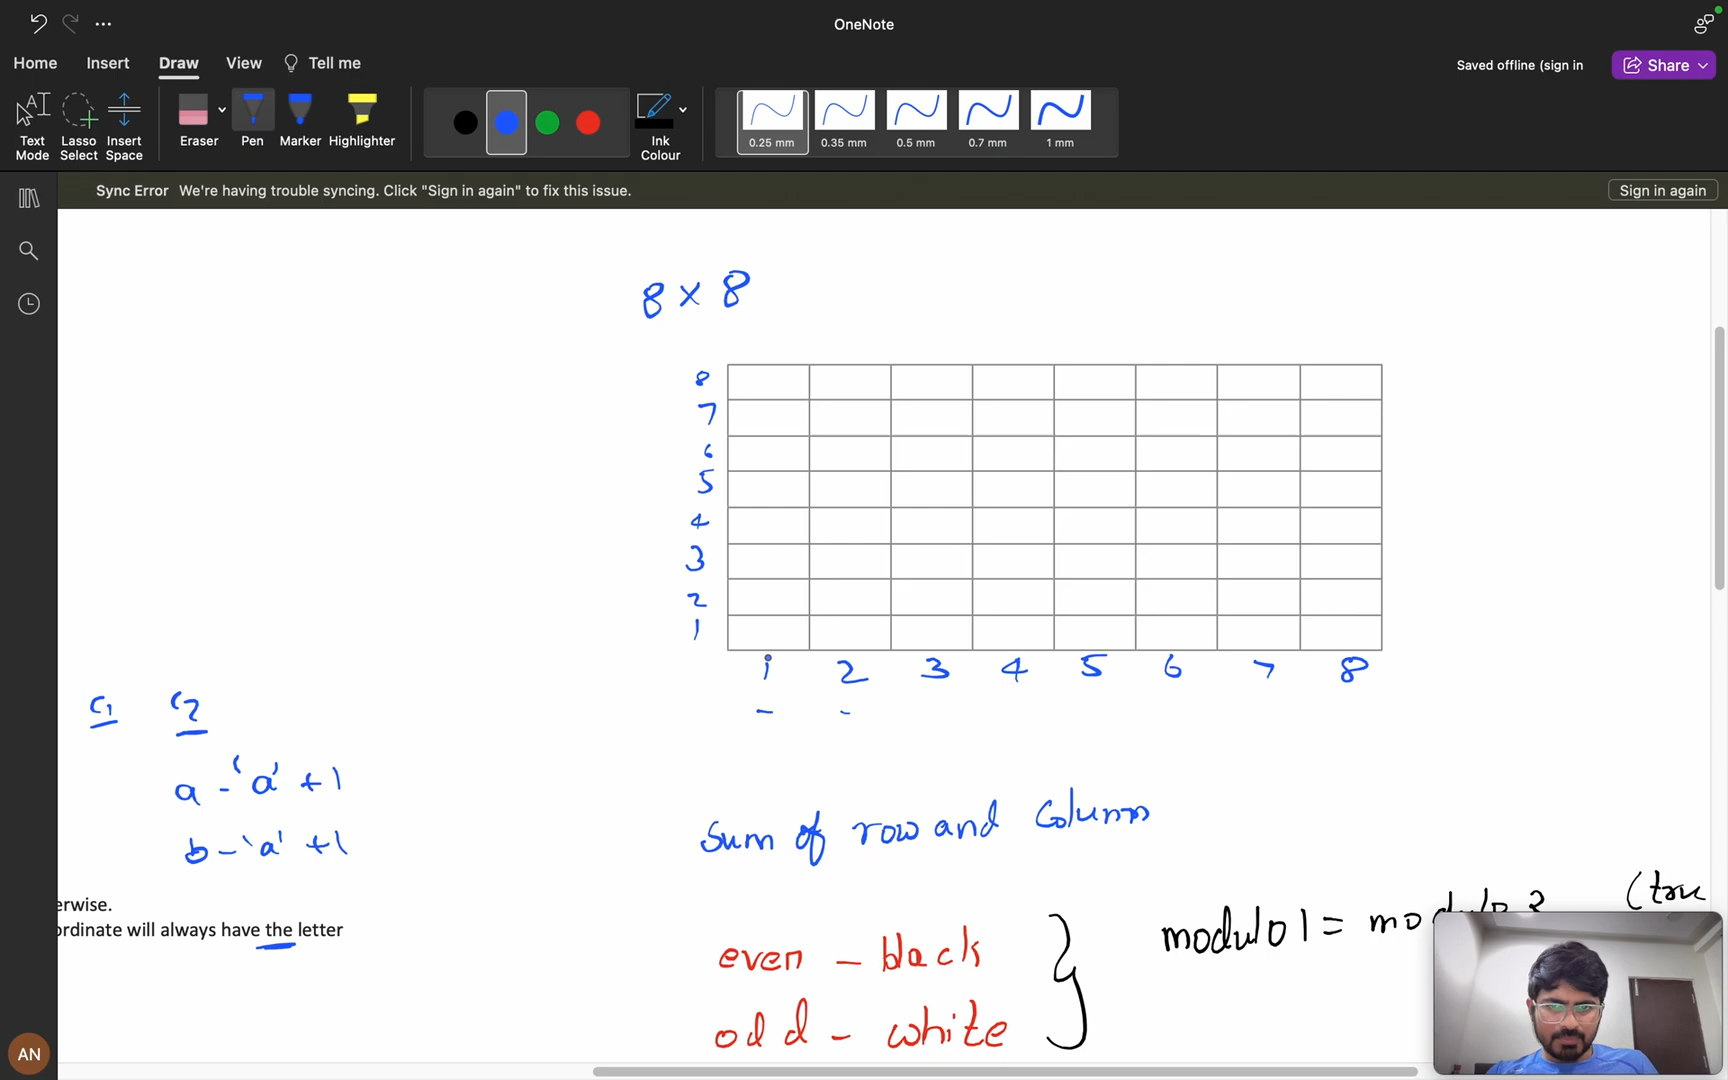 OneNote
Home Insert Draw View Tell me
Saved offline (sign in
Share
Text Mode
Lasso Select
Insert Space
Eraser
Pen
Marker
Highlighter
Ink Colour
0.25 mm 0.35 mm 0.5 mm 0.7 mm 1 mm
Sync Error We're having trouble syncing. Click "Sign in again" to fix this issue.
Sign in again
8 x 8
8
7
6
5
4
3
2
1
1 2 3 4 5 6 7 8
c1 c2
a - 'a' + 1
b - 'a' + 1
sum of row and column
erwise.
ordinate will always have the letter
even - black
odd - white
modulo 1 =
AN